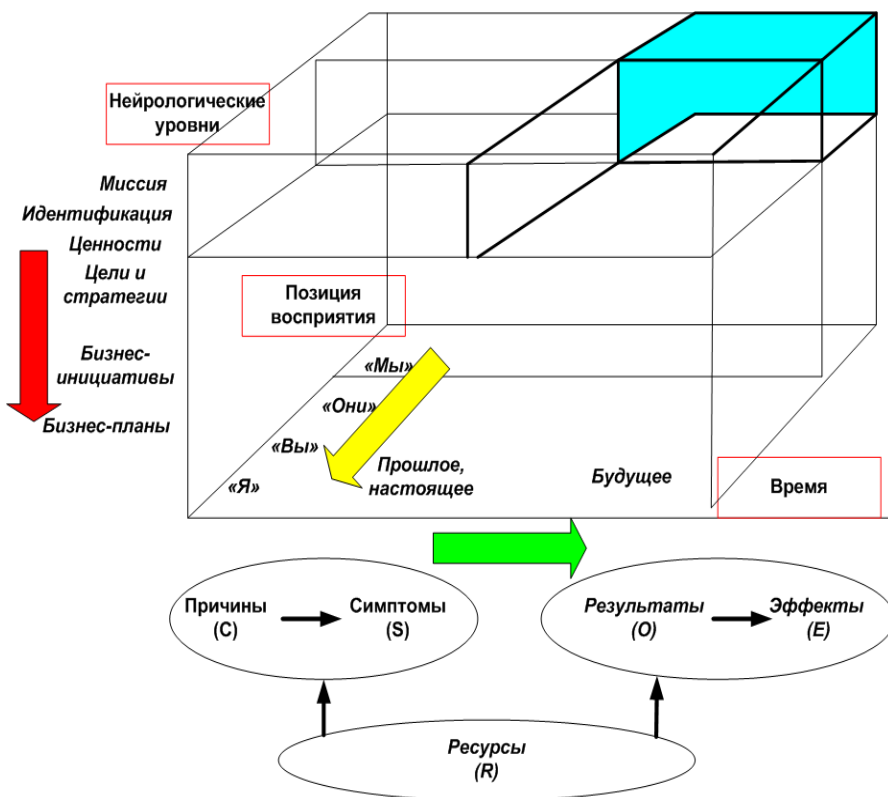 Нейрологические
уровни
Миссия
Идентификация
Ценности
Цели и
стратегии
Бизнес-
инициативы
Бизнес-планы
Позиция
восприятия
«Мы»
«Они»
«Вы»
«Я»
Прошлое,
настоящее
Будущее
Время
Причины
(C)
Симптомы
(S)
Результаты
(O)
Эффекты
(E)
Ресурсы
(R)